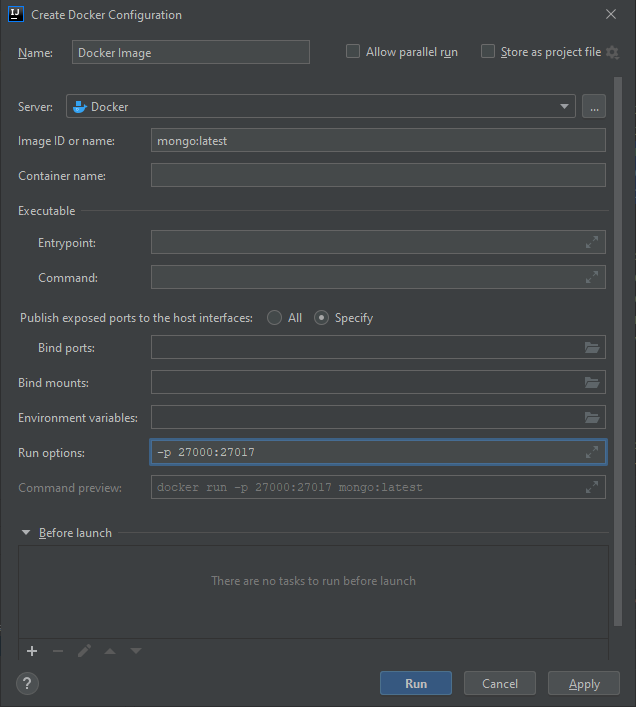 IJ
Create Docker Configuration
Name: Docker Image Allow parallel run Store as project file
Server: Docker ...
Image ID or name: mongo:latest
Container name:
Executable
Entrypoint:
Command:
Publish exposed ports to the host interfaces: All Specify
Bind ports:
Bind mounts:
Environment variables:
Run options: -p 27000:27017
Command preview: docker run -p 27000:27017 mongo:latest
Before launch
There are no tasks to run before launch
? Run Cancel Apply